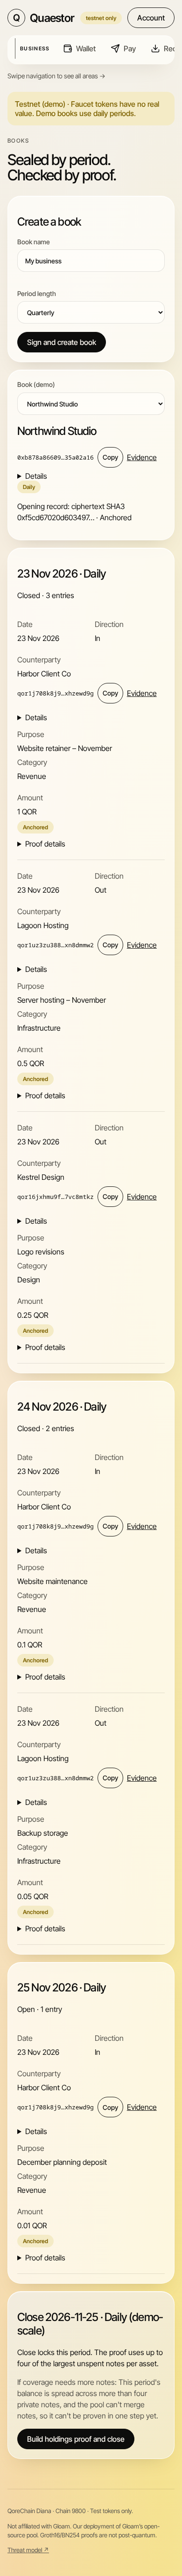 Q Quaestor testnet only Account
BUSINESS Wallet Pay
Swipe navigation to see all areas →
Testnet (demo) · Faucet tokens have no real
value. Demo books use daily periods.
BOOKS
Sealed by period.
Checked by proof.
Create a book
Book name
My business
Period length
Quarterly
Sign and create book
Book (demo)
Northwind Studio
Northwind Studio
0xb878a86609…35a02a16 Copy Evidence
▶ Details
Daily
Opening record: ciphertext SHA3
0xf5cd67020d603497… · Anchored
23 Nov 2026 · Daily
Closed · 3 entries
Date Direction
23 Nov 2026 In
Counterparty
Harbor Client Co
qor1j708k8j9…xhzewd9g Copy Evidence
▶ Details
Purpose
Website retainer – November
Category
Revenue
Amount
1 QOR
Anchored
▶ Proof details
Date Direction
23 Nov 2026 Out
Counterparty
Lagoon Hosting
qor1uz3zu388…xn8dmmw2 Copy Evidence
▶ Details
Purpose
Server hosting – November
Category
Infrastructure
Amount
0.5 QOR
Anchored
▶ Proof details
Date Direction
23 Nov 2026 Out
Counterparty
Kestrel Design
qor16jxhmu9f…7vc8mtkz Copy Evidence
▶ Details
Purpose
Logo revisions
Category
Design
Amount
0.25 QOR
Anchored
▶ Proof details
24 Nov 2026 · Daily
Closed · 2 entries
Date Direction
23 Nov 2026 In
Counterparty
Harbor Client Co
qor1j708k8j9…xhzewd9g Copy Evidence
▶ Details
Purpose
Website maintenance
Category
Revenue
Amount
0.1 QOR
Anchored
▶ Proof details
Date Direction
23 Nov 2026 Out
Counterparty
Lagoon Hosting
qor1uz3zu388…xn8dmmw2 Copy Evidence
▶ Details
Purpose
Backup storage
Category
Infrastructure
Amount
0.05 QOR
Anchored
▶ Proof details
25 Nov 2026 · Daily
Open · 1 entry
Date Direction
23 Nov 2026 In
Counterparty
Harbor Client Co
qor1j708k8j9…xhzewd9g Copy Evidence
▶ Details
Purpose
December planning deposit
Category
Revenue
Amount
0.01 QOR
Anchored
▶ Proof details
Close 2026-11-25 · Daily (demo-
scale)
Close locks this period. The proof uses up to
four of the largest unspent notes per asset.
If coverage needs more notes: This period's
balance is spread across more than four
private notes, and the pool can't merge
notes, so it can't be proven in one step yet.
Build holdings proof and close
QoreChain Diana · Chain 9800 · Test tokens only.
Not affiliated with Gloam. Our deployment of Gloam's open-
source pool. Groth16/BN254 proofs are not post-quantum.
Threat model ↗